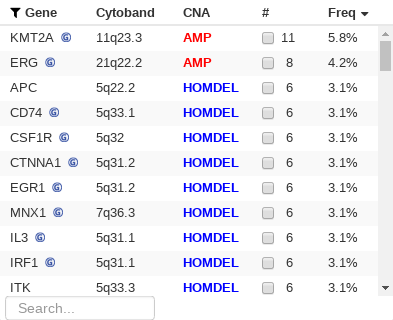 Gene Cytoband CNA # Freq
KMT2A G 11q23.3 AMP 11 5.8%
ERG G 21q22.2 AMP 8 4.2%
APC 5q22.2 HOMDEL 6 3.1%
CD74 G 5q33.1 HOMDEL 6 3.1%
CSF1R G 5q32 HOMDEL 6 3.1%
CTNNA1 G 5q31.2 HOMDEL 6 3.1%
EGR1 G 5q31.2 HOMDEL 6 3.1%
MNX1 G 7q36.3 HOMDEL 6 3.1%
IL3 G 5q31.1 HOMDEL 6 3.1%
IRF1 G 5q31.1 HOMDEL 6 3.1%
ITK 5q33.3 HOMDEL 6 3.1%
Search...